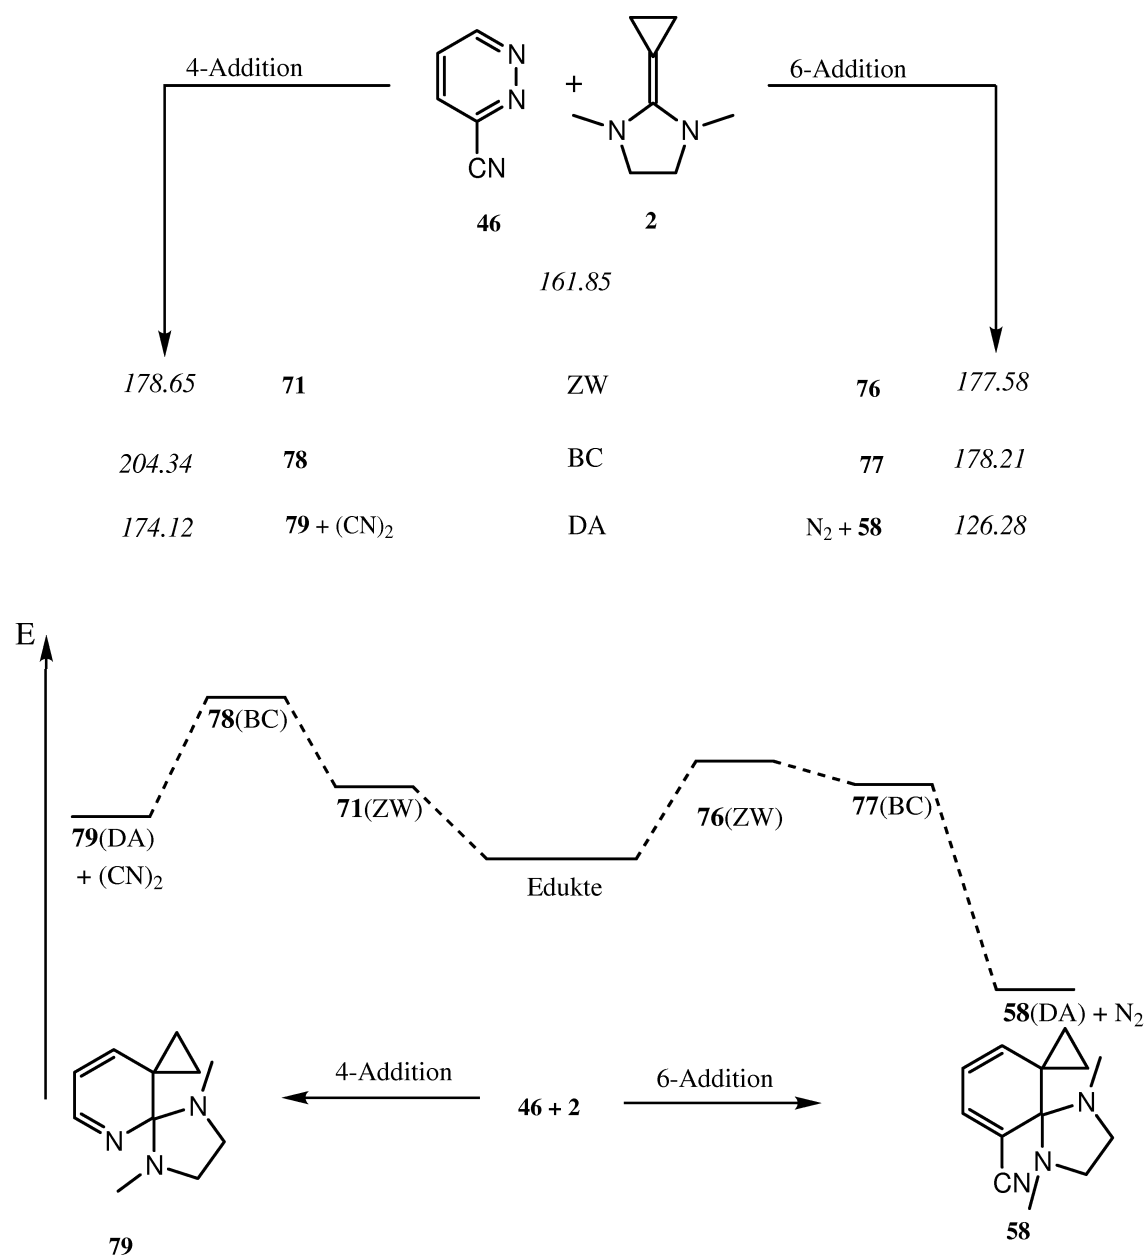 4-Addition
6-Addition
N
N
CN
+
N
N
46
2
161.85
178.65 71 ZW 76 177.58
204.34 78 BC 77 178.21
174.12 79 + (CN)2 DA N2 + 58 126.28
E
78(BC)
71(ZW)
76(ZW)
77(BC)
79(DA)
+ (CN)2
Edukte
58(DA) + N2
4-Addition
46 + 2
6-Addition
N
N
N
N
N
CN
79
58